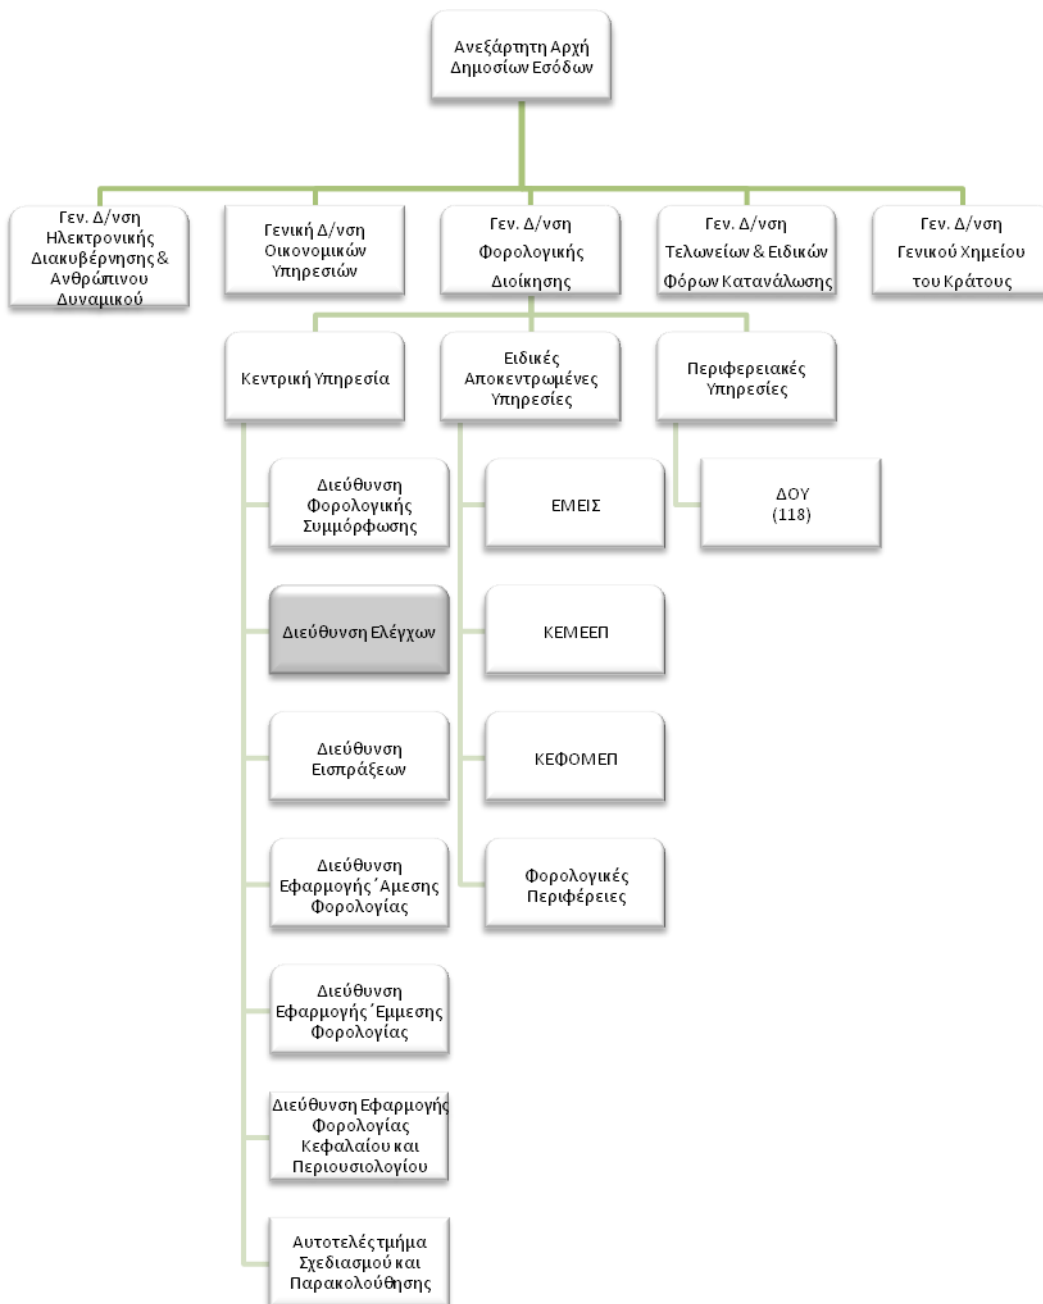 Ανεξάρτητη Αρχή
Δημοσίων Εσόδων
Γεν. Δ/νση
Ηλεκτρονικής
Διακυβέρνησης &
Ανθρώπινου
Δυναμικού
Γενική Δ/νση
Οικονομικών
Υπηρεσιών
Γεν. Δ/νση
Φορολογικής
Διοίκησης
Γεν. Δ/νση
Τελωνείων & Ειδικών
Φόρων Κατανάλωσης
Γεν. Δ/νση
Γενικού Χημείου
του Κράτους
Κεντρική Υπηρεσία
Ειδικές
Αποκεντρωμένες
Υπηρεσίες
Περιφερειακές
Υπηρεσίες
Διεύθυνση
Φορολογικής
Συμμόρφωσης
ΕΜΕΙΣ
ΔΟΥ
(118)
Διεύθυνση Ελέγχων
ΚΕΜΕΕΠ
Διεύθυνση
Εισπράξεων
ΚΕΦΟΜΕΠ
Διεύθυνση
Εφαρμογής ΄Αμεσης
Φορολογίας
Φορολογικές
Περιφέρειες
Διεύθυνση
Εφαρμογής ΄Εμμεσης
Φορολογίας
Διεύθυνση Εφαρμογής
Φορολογίας
Κεφαλαίου και
Περιουσιολογίου
Αυτοτελές τμήμα
Σχεδιασμού και
Παρακολούθησης